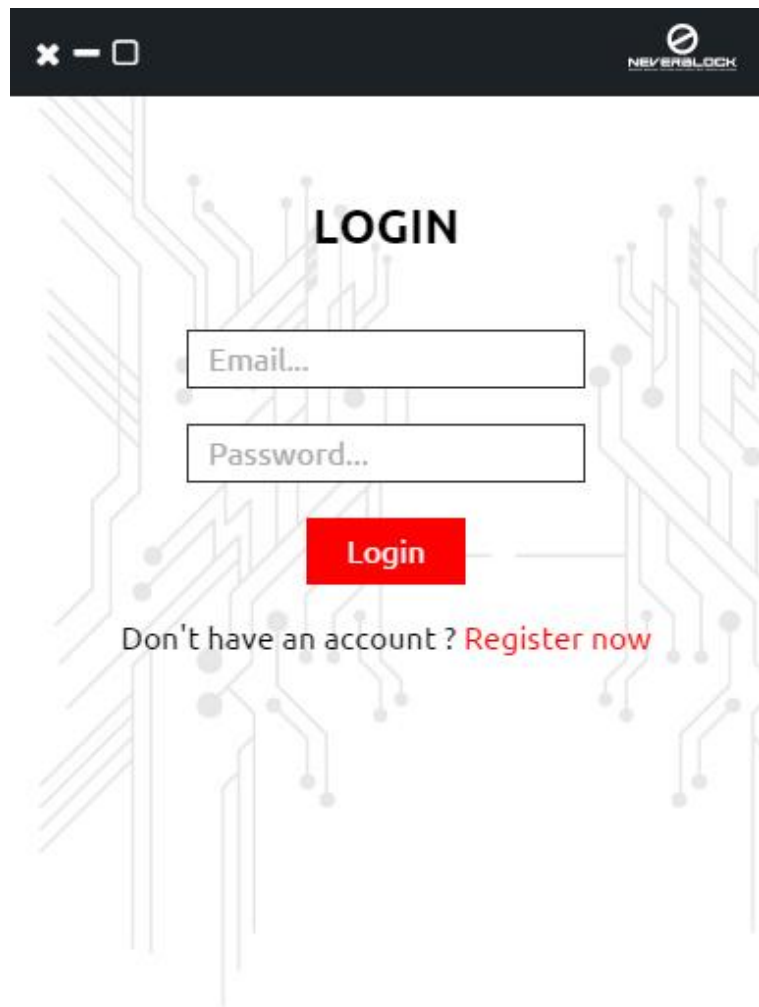 NEVERBLOCK
LOGIN
Email...
Password...
Login
Don't have an account ? Register now